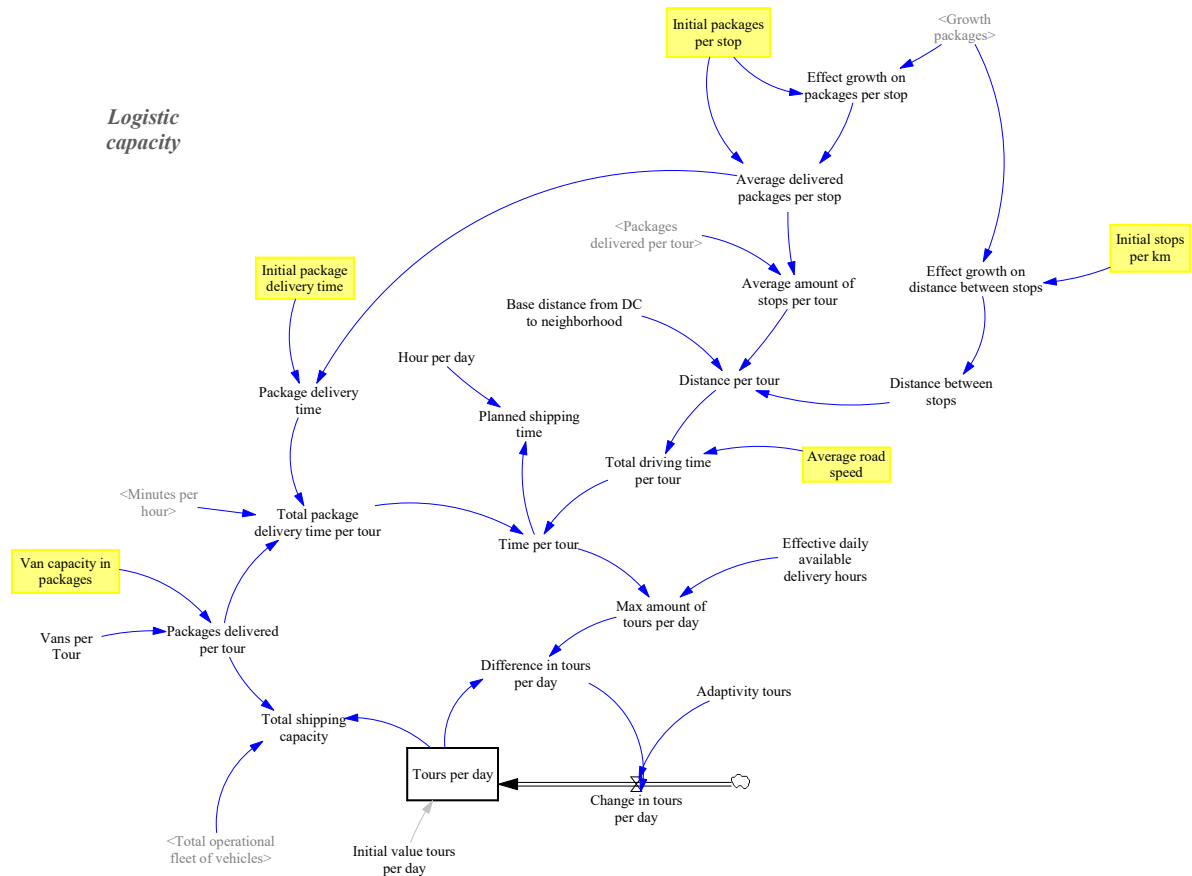 Initial packages
per stop
<Growth
packages>
Effect growth on
packages per stop
Logistic
capacity
Average delivered
packages per stop
<Packages
delivered per tour>
Initial stops
per km
Initial package
delivery time
Effect growth on
distance between stops
Average amount of
stops per tour
Base distance from DC
to neighborhood
Hour per day
Distance per tour
Distance between
stops
Package delivery
time
Planned shipping
time
Total driving time
per tour
Average road
speed
<Minutes per
hour>
Total package
delivery time per tour
Time per tour
Effective daily
available
delivery hours
Van capacity in
packages
Max amount of
tours per day
Vans per
Tour
Packages delivered
per tour
Difference in tours
per day
Adaptivity tours
Total shipping
capacity
Tours per day
Change in tours
per day
<Total operational
fleet of vehicles>
Initial value tours
per day